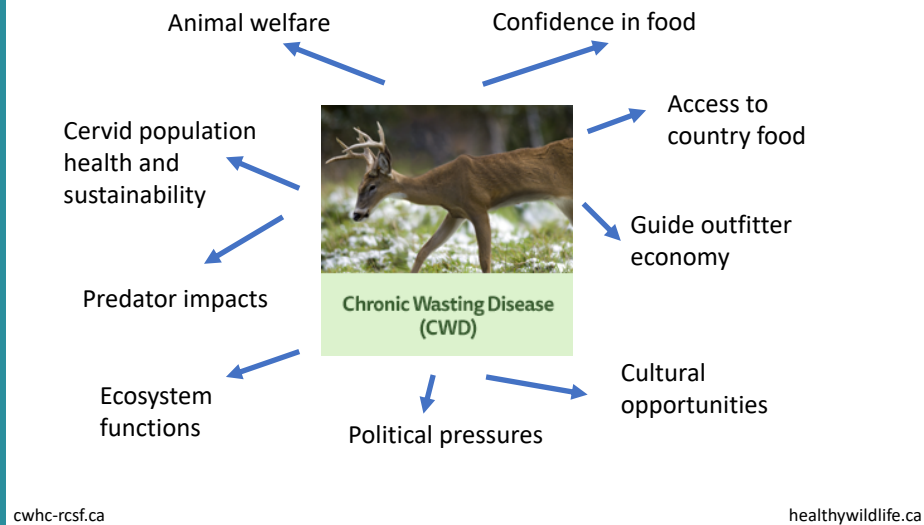 Animal welfare
Confidence in food
Cervid population
health and
sustainability
Access to
country food
Guide outfitter
economy
Predator impacts
Chronic Wasting Disease
(CWD)
Ecosystem
functions
Political pressures
Cultural
opportunities
cwhc-rcsf.ca
healthywildlife.ca